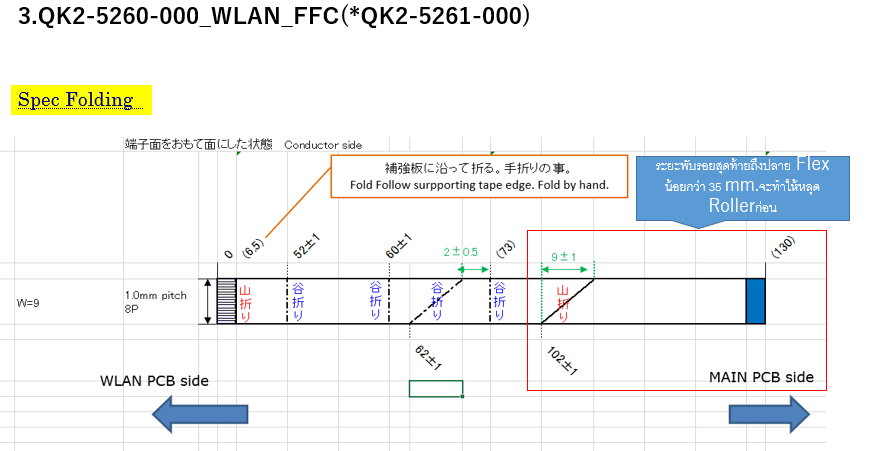 3.QK2-5260-000_WLAN_FFC(*QK2-5261-000)
Spec Folding
端子面をおもて面にした状態 Conductor side
補強板に沿って折る。手折りの事。
Fold Follow surpporting tape edge. Fold by hand.
ระยะพับรอยสุดท้ายถึงปลาย Flex
น้อยกว่า 35 mm.จะทำให้หลุด
Rollerก่อน
0
(6.5)
52±1
60±1
2±0.5
(73)
9±1
(130)
W=9
1.0mm pitch
8P
山折り
谷折り
谷折り
谷折り
谷折り
山折り
62±1
102±1
WLAN PCB side
MAIN PCB side